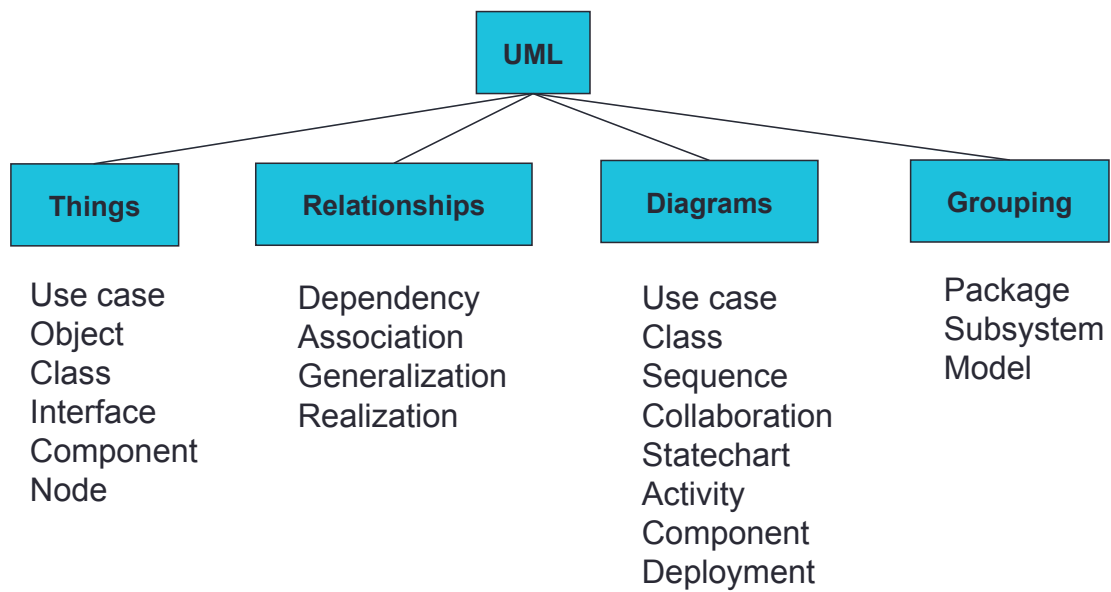 UML
Things
Relationships
Diagrams
Grouping
Use case
Object
Class
Interface
Component
Node
Dependency
Association
Generalization
Realization
Use case
Class
Sequence
Collaboration
Statechart
Activity
Component
Deployment
Package
Subsystem
Model